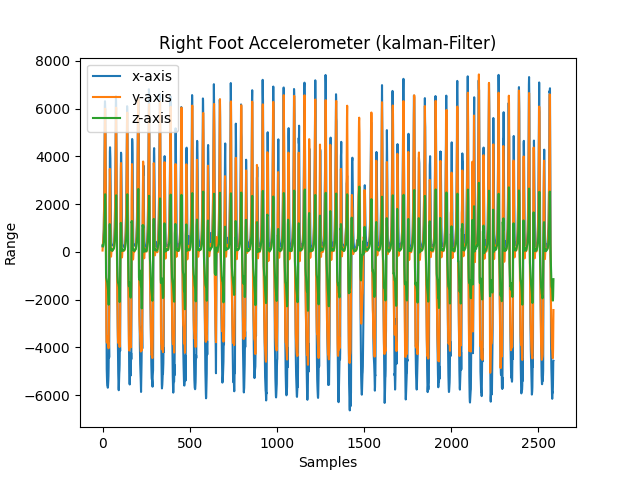 Right Foot Accelerometer (kalman-Filter)
x-axis
y-axis
z-axis
8000
6000
4000
2000
0
−2000
−4000
−6000
Range
0 500 1000 1500 2000 2500
Samples